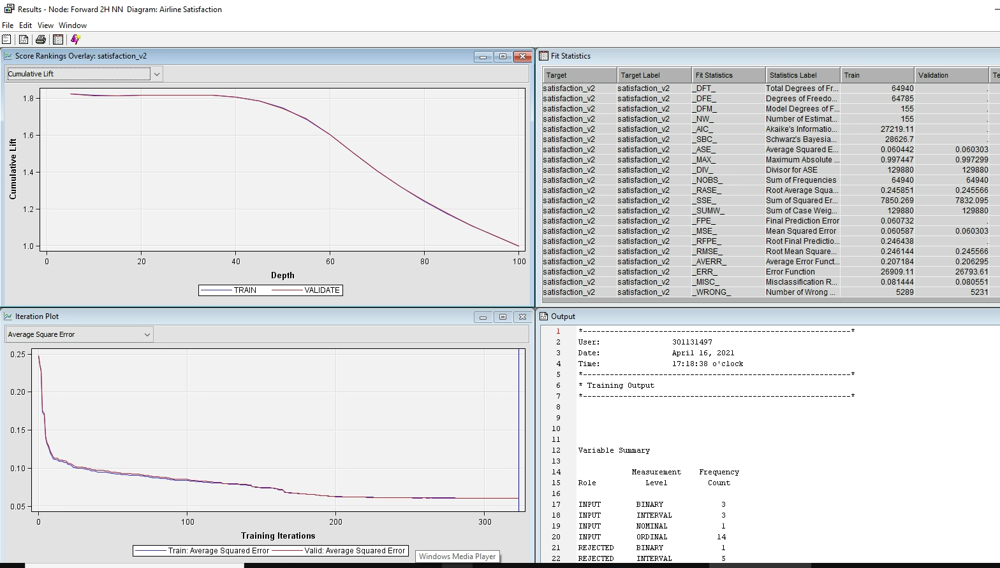 Results - Node: Forward 2H NN Diagram: Airline Satisfaction
File Edit View Window
Score Rankings Overlay: satisfaction_v2
Cumulative Lift
1.8
1.6
1.4
1.2
1.0
Cumulative Lift
0 20 40 60 80 100
Depth
TRAIN VALIDATE
Fit Statistics
Target Target Label Fit Statistics Statistics Label Train Validation Te
satisfaction_v2 satisfaction_v2 _DFT_ Total Degrees of Fr... 64940 .
satisfaction_v2 satisfaction_v2 _DFE_ Degrees of Freedo... 64785 .
satisfaction_v2 satisfaction_v2 _DFM_ Model Degrees of F... 155 .
satisfaction_v2 satisfaction_v2 _NW_ Number of Estimat... 155 .
satisfaction_v2 satisfaction_v2 _AIC_ Akaike's Informatio... 27219.11 .
satisfaction_v2 satisfaction_v2 _SBC_ Schwarz's Bayesia... 28626.7 .
satisfaction_v2 satisfaction_v2 _ASE_ Average Squared E... 0.060442 0.060303
satisfaction_v2 satisfaction_v2 _MAX_ Maximum Absolute ... 0.997447 0.997299
satisfaction_v2 satisfaction_v2 _DIV_ Divisor for ASE 129880 129880
satisfaction_v2 satisfaction_v2 _NOBS_ Sum of Frequencies 64940 64940
satisfaction_v2 satisfaction_v2 _RASE_ Root Average Squa... 0.245851 0.245566
satisfaction_v2 satisfaction_v2 _SSE_ Sum of Squared Er... 7850.269 7832.095
satisfaction_v2 satisfaction_v2 _SUMW_ Sum of Case Weig... 129880 129880
satisfaction_v2 satisfaction_v2 _FPE_ Final Prediction Error 0.060732 .
satisfaction_v2 satisfaction_v2 _MSE_ Mean Squared Error 0.060587 0.060303
satisfaction_v2 satisfaction_v2 _RFPE_ Root Final Predictio... 0.246438 .
satisfaction_v2 satisfaction_v2 _RMSE_ Root Mean Square... 0.246144 0.245566
satisfaction_v2 satisfaction_v2 _AVERR_ Average Error Funct... 0.207184 0.206295
satisfaction_v2 satisfaction_v2 _ERR_ Error Function 26909.11 26793.61
satisfaction_v2 satisfaction_v2 _MISC_ Misclassification R... 0.081444 0.080551
satisfaction_v2 satisfaction_v2 _WRONG_ Number of Wrong ... 5289 5231
Iteration Plot
Average Square Error
0.25
0.20
0.15
0.10
0.05
0 100 200 300
Training Iterations
Train: Average Squared Error Valid: Average Squared Error
Windows Media Player
Output
1 *------------------------------------------------------------*
2 User: 301131497
3 Date: April 16, 2021
4 Time: 17:18:38 o'clock
5 *------------------------------------------------------------*
6 * Training Output
7 *------------------------------------------------------------*
8
9
10
11
12 Variable Summary
13
14 Measurement Frequency
15 Role Level Count
16
17 INPUT BINARY 3
18 INPUT INTERVAL 3
19 INPUT NOMINAL 1
20 INPUT ORDINAL 14
21 REJECTED BINARY 1
22 REJECTED INTERVAL 5